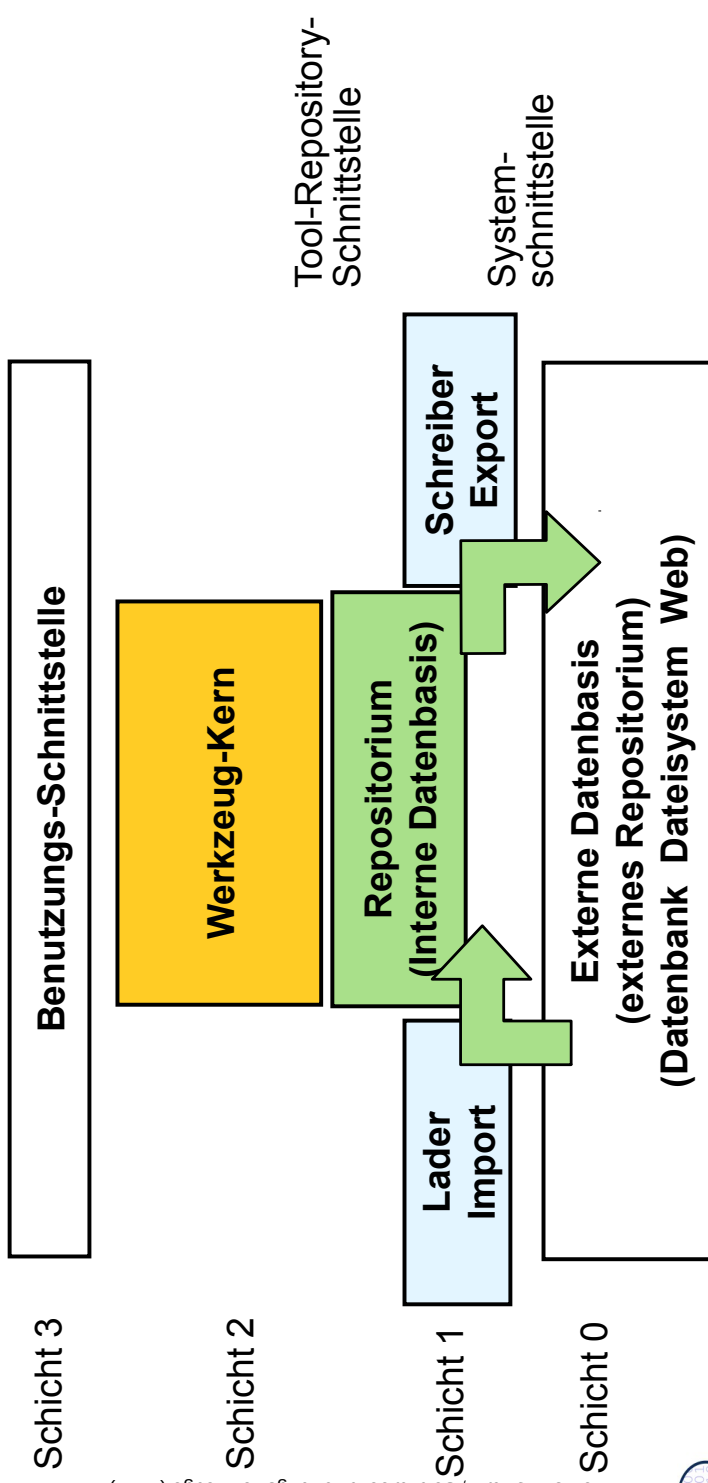 Schicht 3
Benutzungs-Schnittstelle
Schicht 2
Werkzeug-Kern
Tool-Repository-
Schnittstelle
Schicht 1
Lader
Import
Repositorium
(Interne Datenbasis)
Schreiber
Export
System-
schnittstelle
Schicht 0
Externe Datenbasis
(externes Repositorium)
(Datenbank Dateisystem Web)